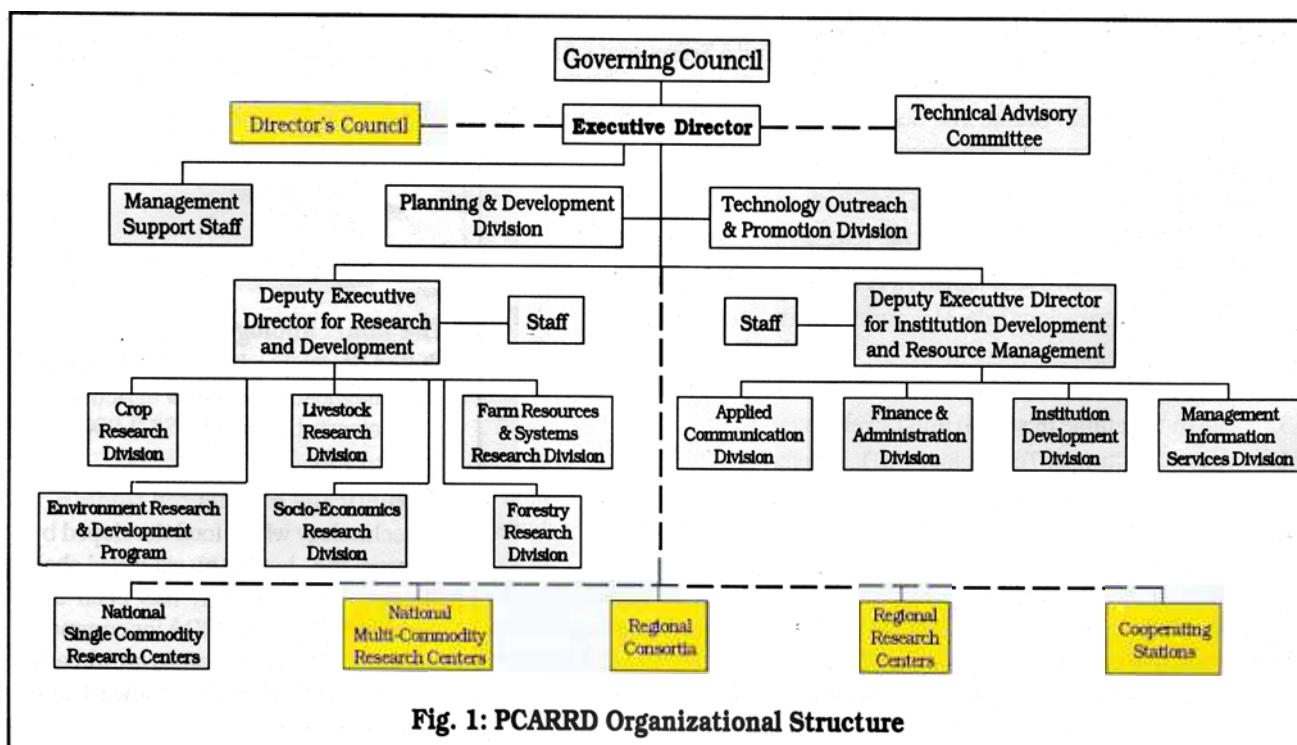 Governing Council
Director's Council
Executive Director
Technical Advisory
Committee
Management
Support Staff
Planning & Development
Division
Technology Outreach
& Promotion Division
Deputy Executive
Director for Research
and Development
Staff
Staff
Deputy Executive Director
for Institution Development
and Resource Management
Crop
Research
Division
Livestock
Research
Division
Farm Resources
& Systems
Research Division
Applied
Communication
Division
Finance &
Administration
Division
Institution
Development
Division
Management
Information
Services Division
Environment Research
& Development
Program
Socio-Economics
Research
Division
Forestry
Research
Division
National
Single Commodity
Research Centers
National
Multi-Commodity
Research Centers
Regional
Consortia
Regional
Research
Centers
Cooperating
Stations
Fig. 1: PCARRD Organizational Structure